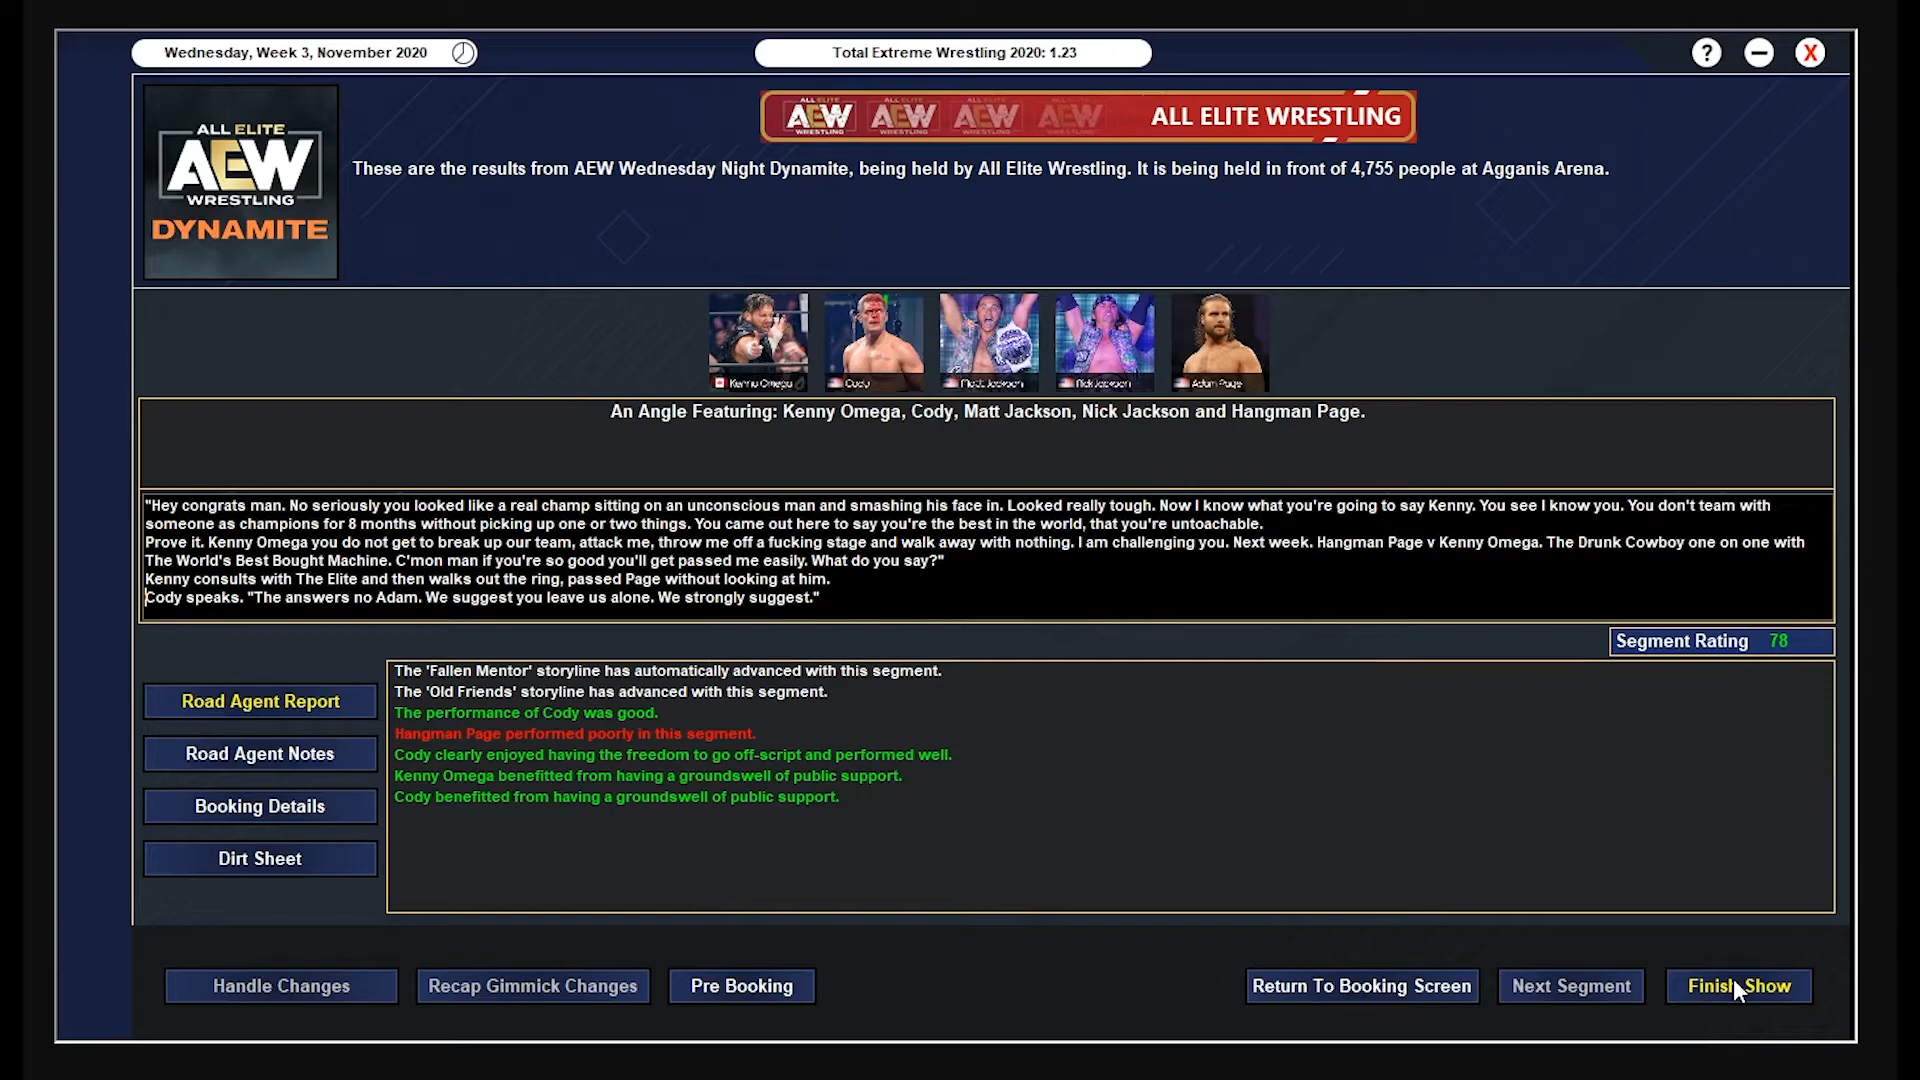 Wednesday, Week 3, November 2020
Total Extreme Wrestling 2020: 1.23
?
X
ALL ELITE
AEW
WRESTLING
DYNAMITE
ALL ELITE
AEW
WRESTLING
ALL ELITE
AEW
WRESTLING
ALL ELITE
AEW
WRESTLING
ALL ELITE
AEW
WRESTLING
ALL ELITE WRESTLING
These are the results from AEW Wednesday Night Dynamite, being held by All Elite Wrestling. It is being held in front of 4,755 people at Agganis Arena.
Kenny Omega
Cody
Matt Jackson
Nick Jackson
Adam Page
An Angle Featuring: Kenny Omega, Cody, Matt Jackson, Nick Jackson and Hangman Page.
"Hey congrats man. No seriously you looked like a real champ sitting on an unconscious man and smashing his face in. Looked really tough. Now I know what you're going to say Kenny. You see I know you. You don't team with
someone as champions for 8 months without picking up one or two things. You came out here to say you're the best in the world, that you're untoachable.
Prove it. Kenny Omega you do not get to break up our team, attack me, throw me off a fucking stage and walk away with nothing. I am challenging you. Next week. Hangman Page v Kenny Omega. The Drunk Cowboy one on one with
The World's Best Bought Machine. C'mon man if you're so good you'll get passed me easily. What do you say?"
Kenny consults with The Elite and then walks out the ring, passed Page without looking at him.
Cody speaks. "The answers no Adam. We suggest you leave us alone. We strongly suggest."
Segment Rating 78
The 'Fallen Mentor' storyline has automatically advanced with this segment.
The 'Old Friends' storyline has advanced with this segment.
The performance of Cody was good.
Hangman Page performed poorly in this segment.
Cody clearly enjoyed having the freedom to go off-script and performed well.
Kenny Omega benefitted from having a groundswell of public support.
Cody benefitted from having a groundswell of public support.
Road Agent Report
Road Agent Notes
Booking Details
Dirt Sheet
Handle Changes
Recap Gimmick Changes
Pre Booking
Return To Booking Screen
Next Segment
Finish Show